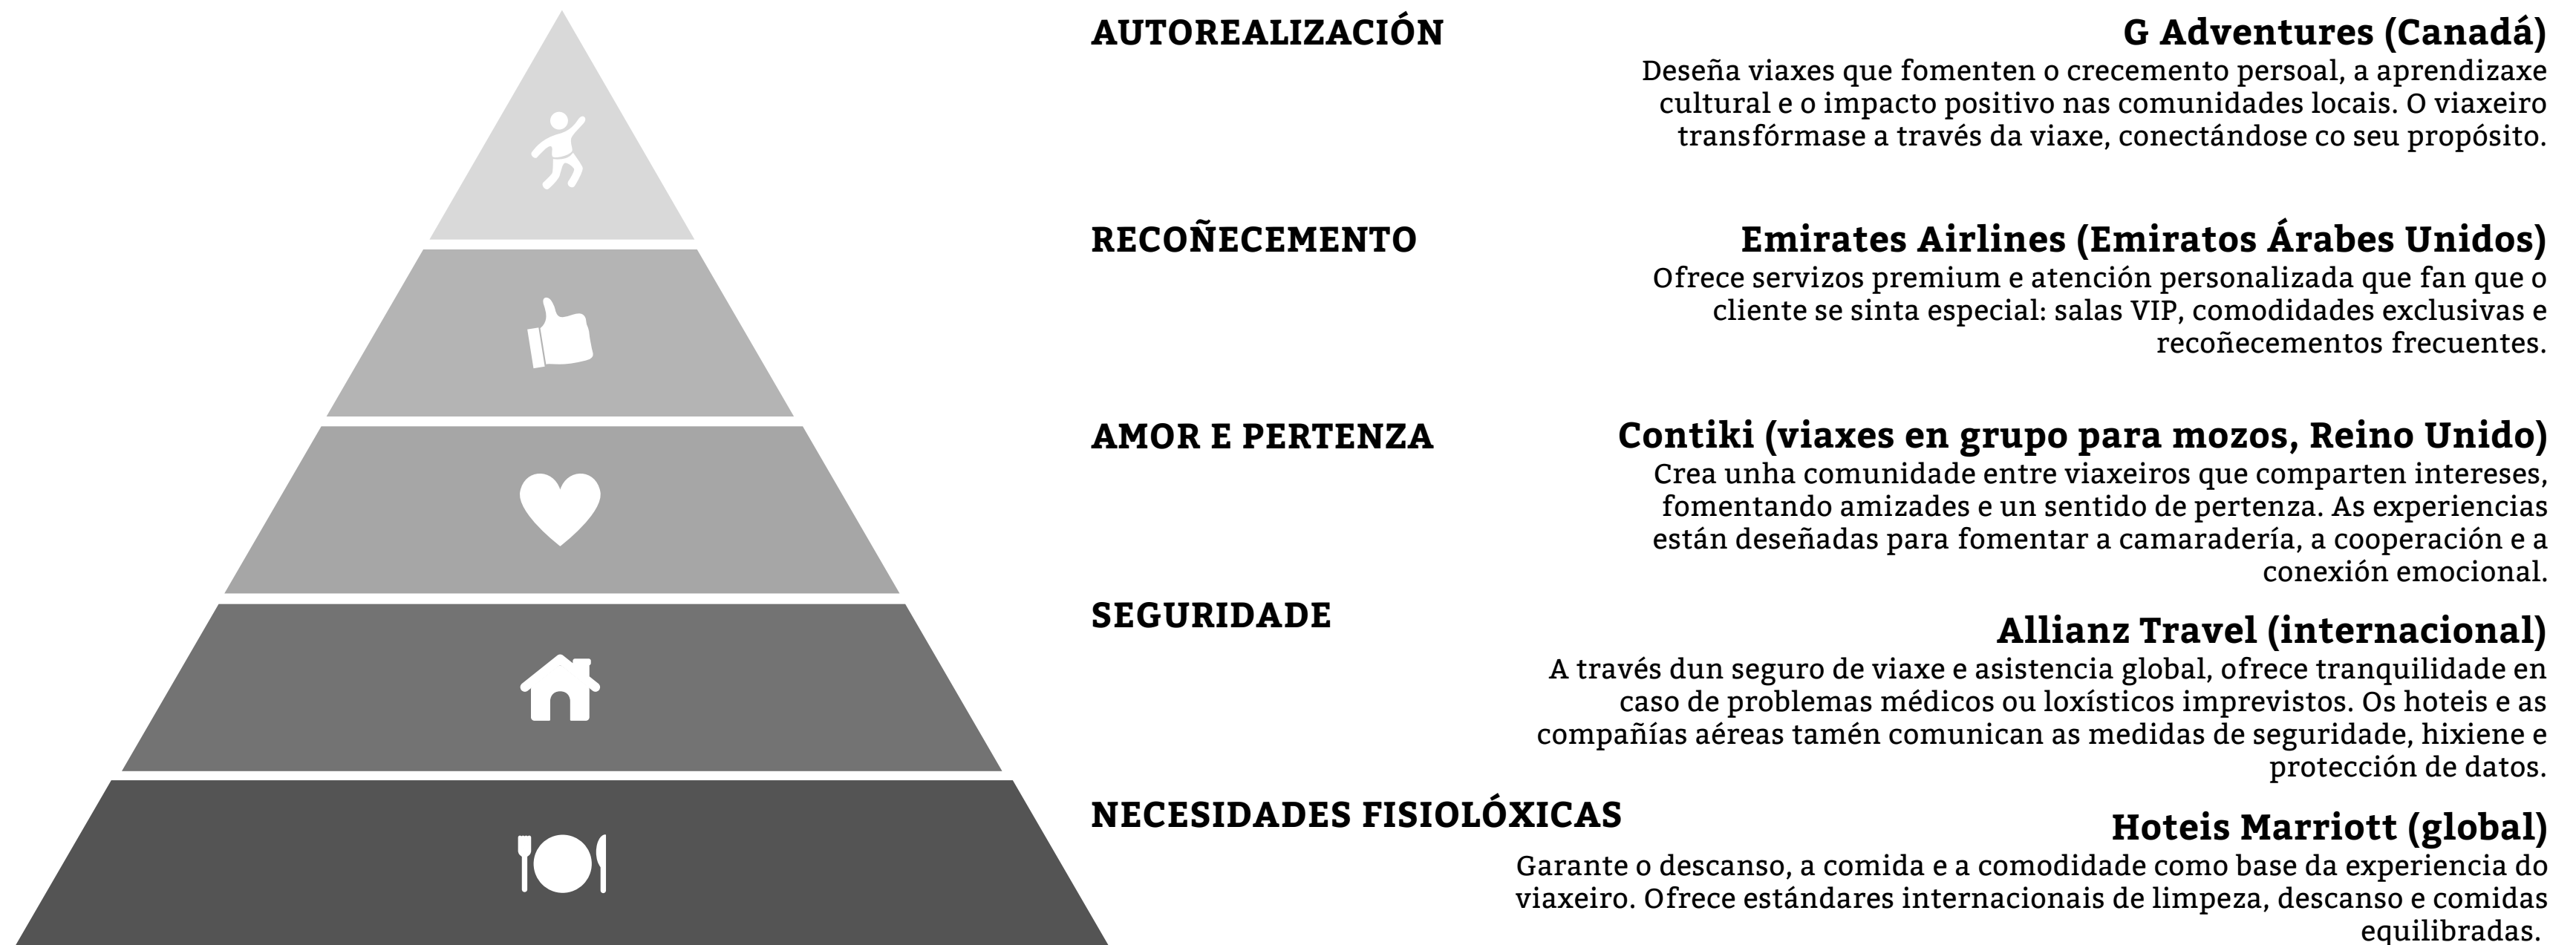 AUTOREALIZACIÓN
G Adventures (Canadá)
Deseña viaxes que fomenten o crecemento persoal, a aprendizaxe
cultural e o impacto positivo nas comunidades locais. O viaxeiro
transfórmase a través da viaxe, conectándose co seu propósito.
RECOÑECEMENTO
Emirates Airlines (Emiratos Árabes Unidos)
Ofrece servizos premium e atención personalizada que fan que o
cliente se sinta especial: salas VIP, comodidades exclusivas e
recoñecementos frecuentes.
AMOR E PERTENZA
Contiki (viaxes en grupo para mozos, Reino Unido)
Crea unha comunidade entre viaxeiros que comparten intereses,
fomentando amizades e un sentido de pertenza. As experiencias
están deseñadas para fomentar a camaradería, a cooperación e a
conexión emocional.
SEGURIDADE
Allianz Travel (internacional)
A través dun seguro de viaxe e asistencia global, ofrece tranquilidade en
caso de problemas médicos ou loxísticos imprevistos. Os hoteis e as
compañías aéreas tamén comunican as medidas de seguridade, hixiene e
protección de datos.
NECESIDADES FISIOLÓXICAS
Hoteis Marriott (global)
Garante o descanso, a comida e a comodidade como base da experiencia do
viaxeiro. Ofrece estándares internacionais de limpeza, descanso e comidas
equilibradas.